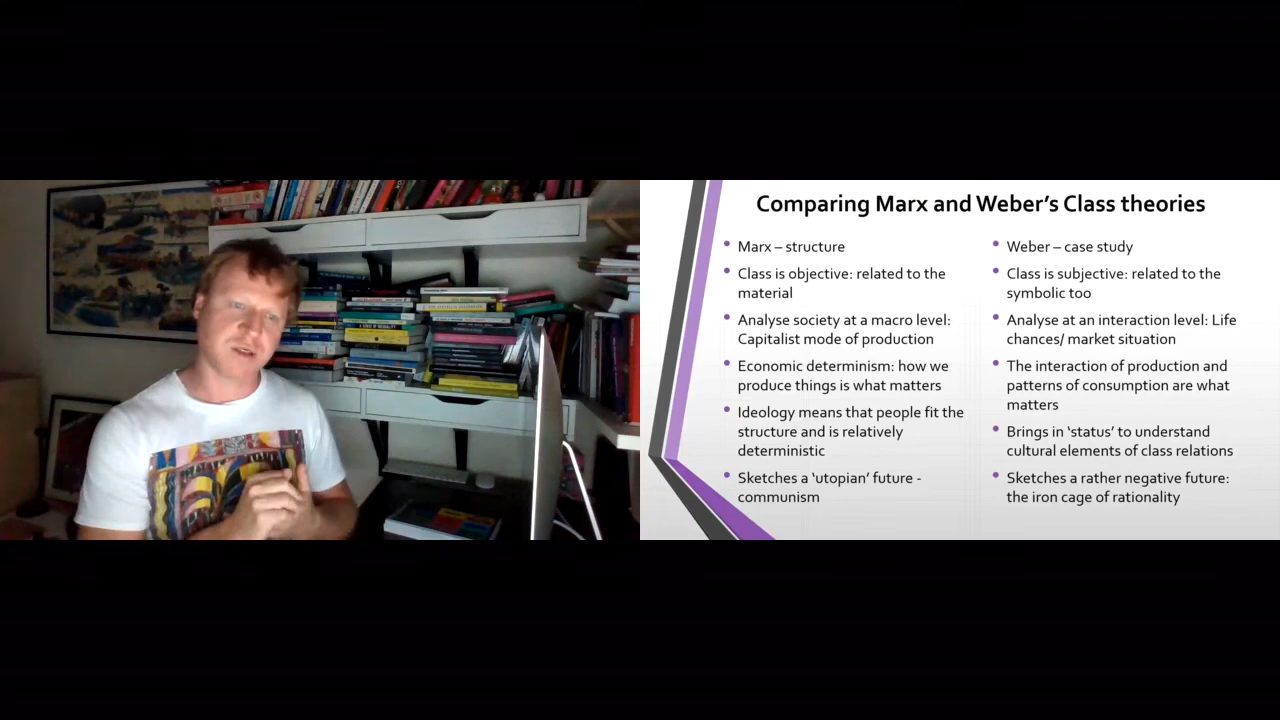 Comparing Marx and Weber's Class theories
Marx – structure
Class is objective: related to the
material
Analyse society at a macro level:
Capitalist mode of production
Economic determinism: how we
produce things is what matters
Ideology means that people fit the
structure and is relatively
deterministic
Sketches a 'utopian' future -
communism
Weber – case study
Class is subjective: related to the
symbolic too
Analyse at an interaction level: Life
chances/ market situation
The interaction of production and
patterns of consumption are what
matters
Brings in 'status' to understand
cultural elements of class relations
Sketches a rather negative future:
the iron cage of rationality